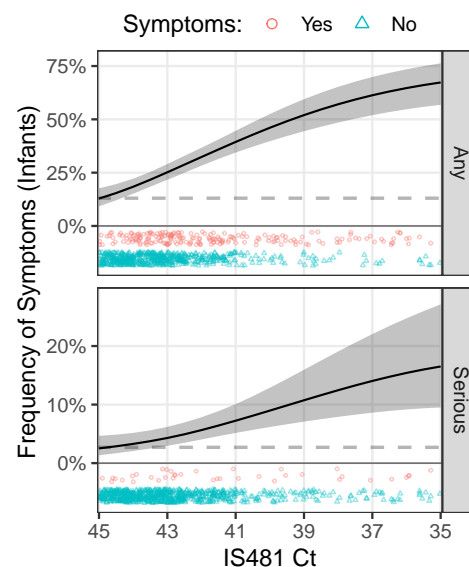 Symptoms: Yes No
Frequency of Symptoms (Infants)
75%
50%
25%
0%
Any
20%
10%
0%
Serious
45 43 41 39 37 35
IS481 Ct